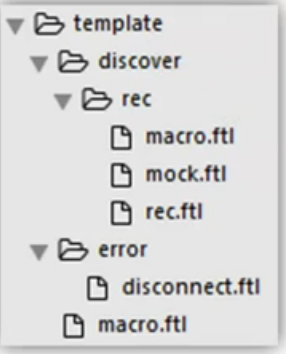 template
discover
rec
macro.ftl
mock.ftl
rec.ftl
error
disconnect.ftl
macro.ftl